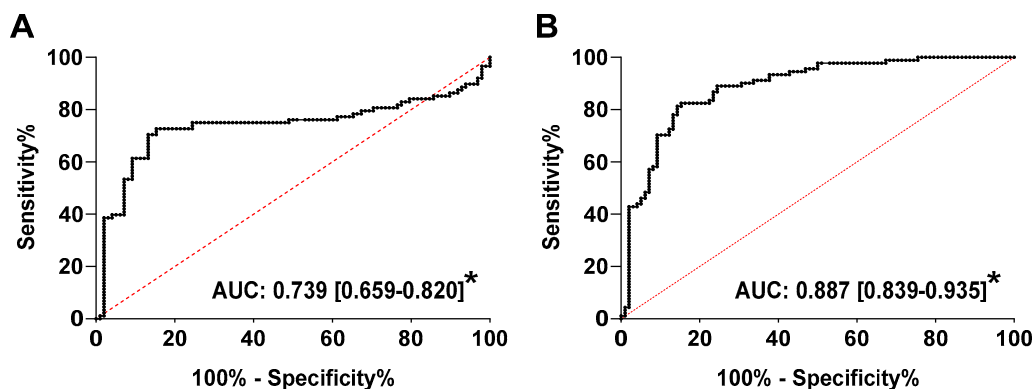 A
100
80
60
40
20
0
Sensitivity%
AUC: 0.739 [0.659-0.820]*
0 20 40 60 80 100
100% - Specificity%
B
100
80
60
40
20
0
Sensitivity%
AUC: 0.887 [0.839-0.935]*
0 20 40 60 80 100
100% - Specificity%